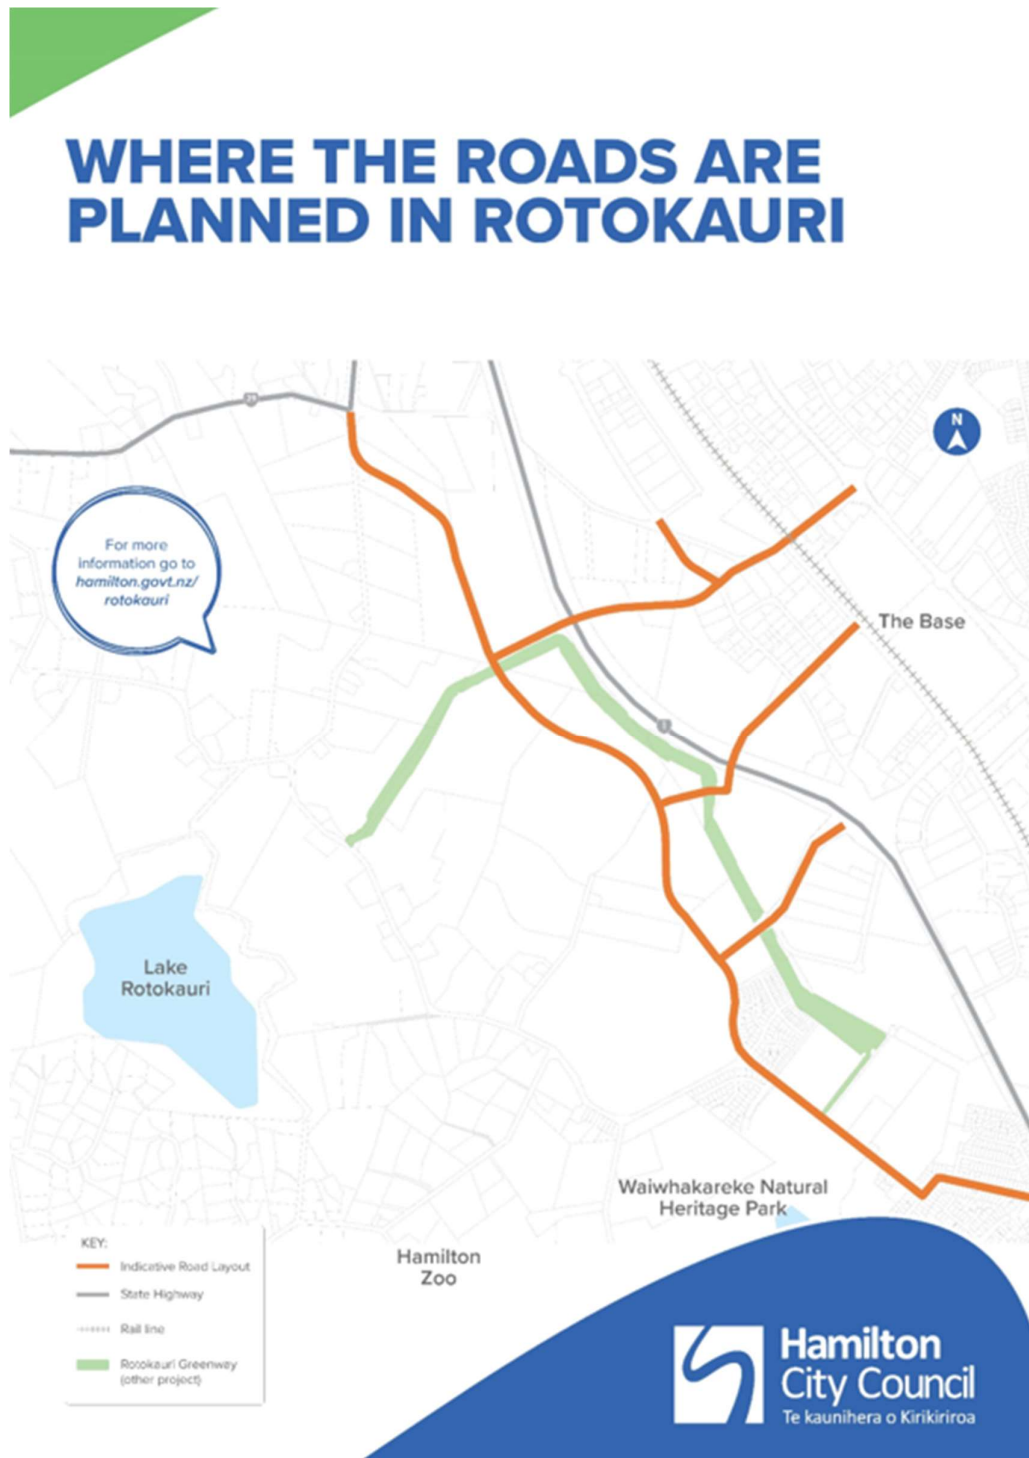 WHERE THE ROADS ARE
PLANNED IN ROTOKAURI
39
N
For more
information go to
hamilton.govt.nz/
rotokauri
The Base
1
Lake
Rotokauri
Waiwhakareke Natural
Heritage Park
Hamilton
Zoo
KEY:
Indicative Road Layout
State Highway
Rail line
Rotokauri Greenway
(other project)
Hamilton
City Council
Te kaunihera o Kirikiriroa